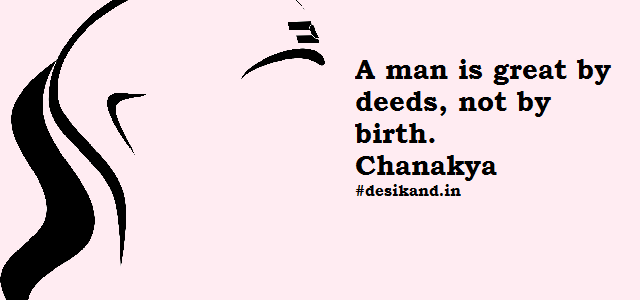 A man is great by
deeds, not by
birth.
Chanakya
#desikand.in